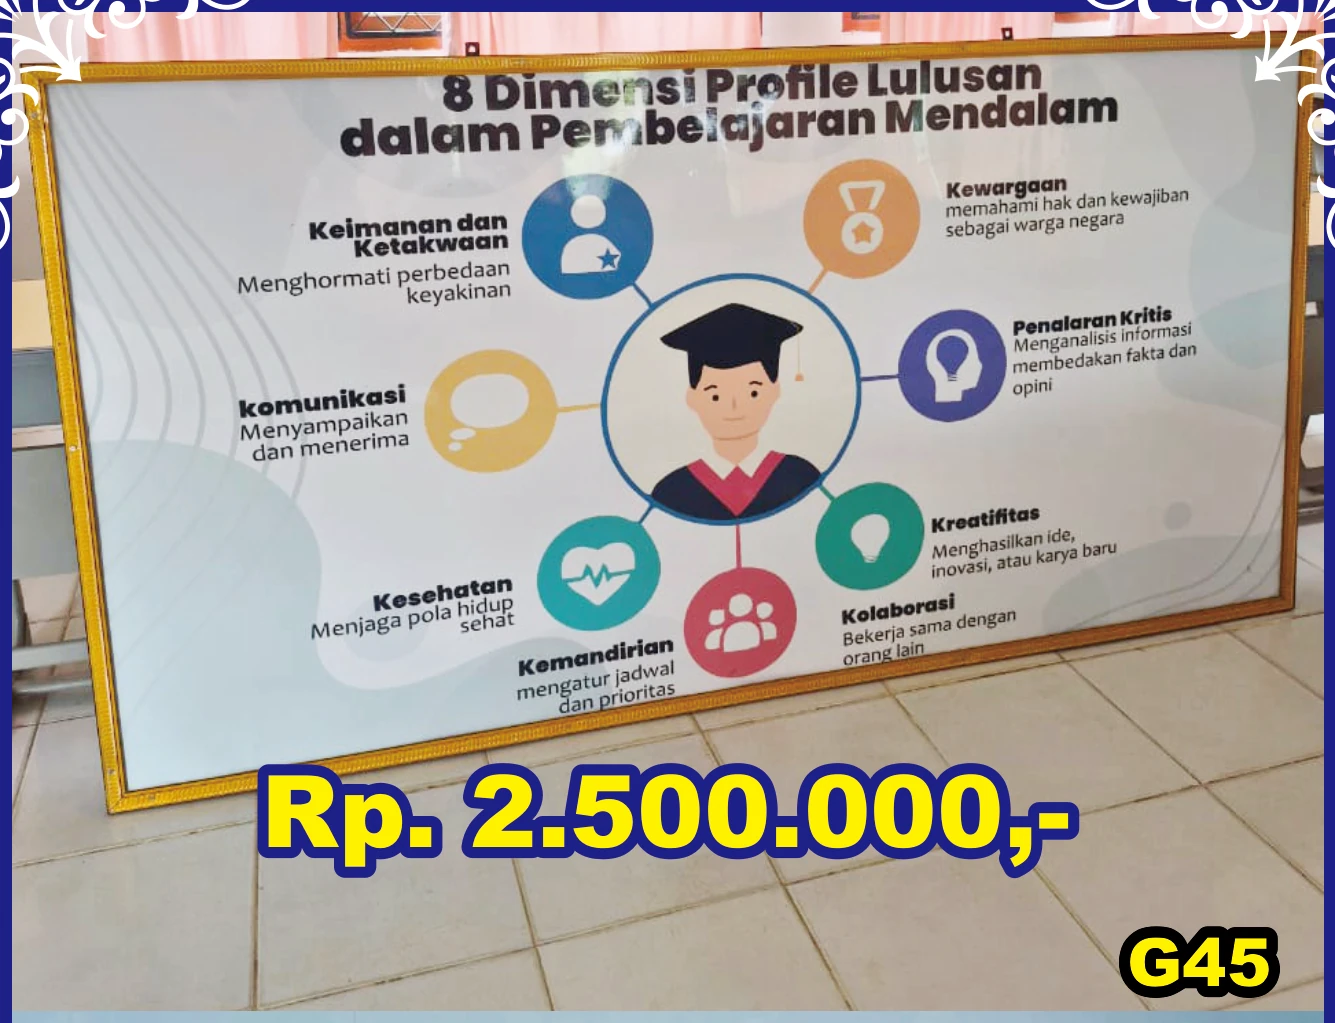 8 Dimensi Profile Lulusan
dalam Pembelajaran Mendalam
Keimanan dan
Ketakwaan
Menghormati perbedaan
keyakinan
Kewargaan
memahami hak dan kewajiban
sebagai warga negara
Penalaran Kritis
Menganalisis informasi
membedakan fakta dan
opini
komunikasi
Menyampaikan
dan menerima
Kreatifitas
Menghasilkan ide,
inovasi, atau karya baru
Kesehatan
Menjaga pola hidup
sehat
Kolaborasi
Bekerja sama dengan
orang lain
Kemandirian
mengatur jadwal
dan prioritas
Rp. 2.500.000,-
G45